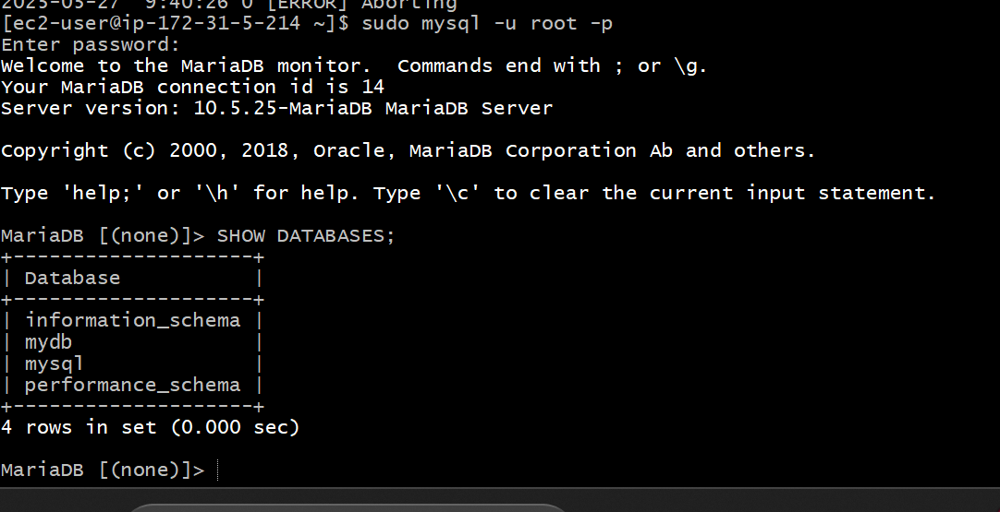 2025-05-27  9:40:26 0 [ERROR] Aborting
[ec2-user@ip-172-31-5-214 ~]$ sudo mysql -u root -p
Enter password:
Welcome to the MariaDB monitor.  Commands end with ; or \g.
Your MariaDB connection id is 14
Server version: 10.5.25-MariaDB MariaDB Server

Copyright (c) 2000, 2018, Oracle, MariaDB Corporation Ab and others.

Type 'help;' or '\h' for help. Type '\c' to clear the current input statement.

MariaDB [(none)]> SHOW DATABASES;
+--------------------+
| Database           |
+--------------------+
| information_schema |
| mydb               |
| mysql              |
| performance_schema |
+--------------------+
4 rows in set (0.000 sec)

MariaDB [(none)]>